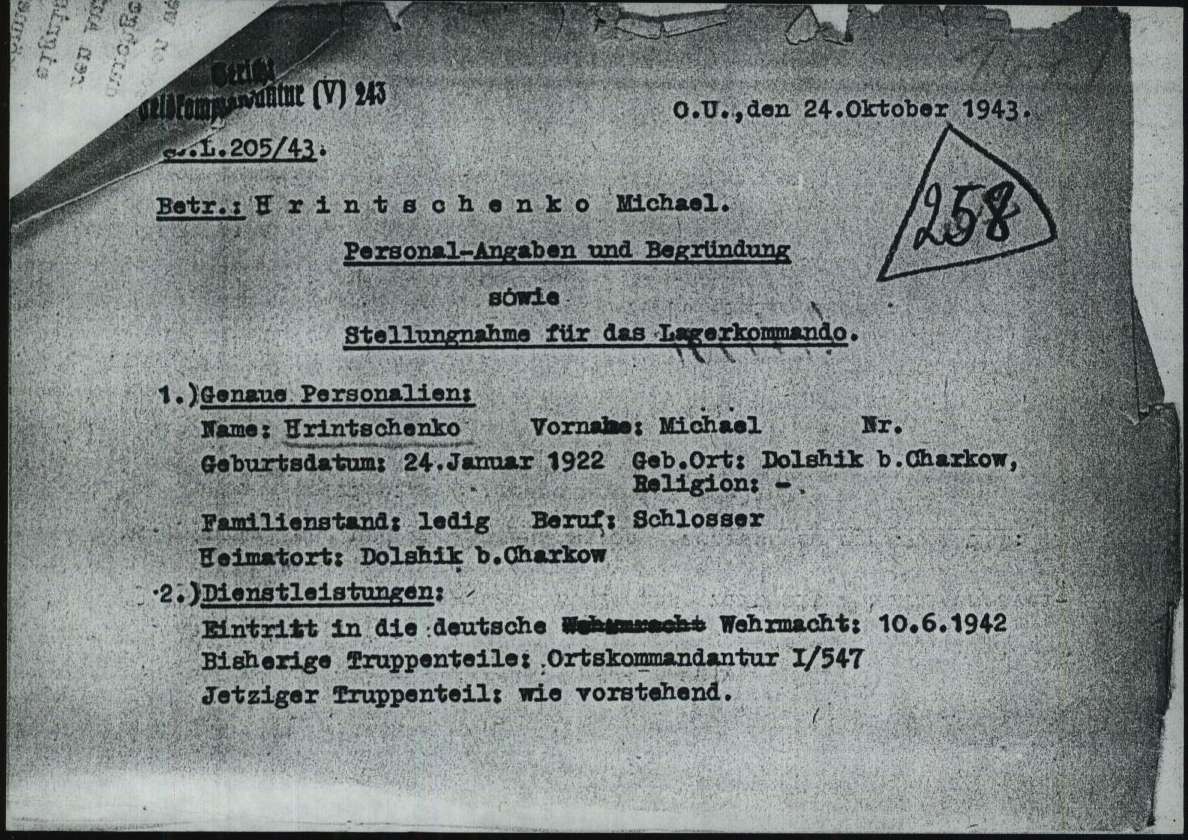 Gericht
Feldkommandantur (V) 243
O.U.,den 24.Oktober 1943.
.L.205/43.
258
Betr.: H r i n t s c h e n k o Michael.
Personal-Angaben und Begründung
sowie
Stellungnahme für das Lagerkommando.
1.)Genaue Personalien:
Name: Hrintschenko Vorname: Michael Nr.
Geburtsdatum: 24.Januar 1922 Geb.Ort: Dolshik b.Charkow,
Religion: -.
Familienstand: ledig Beruf: Schlosser
Heimatort: Dolshik b.Charkow
2.)Dienstleistungen:
Eintritt in die deutsche Wehrmacht: 10.6.1942
Bisherige Truppenteile: Ortskommandantur I/547
Jetziger Truppenteil: wie vorstehend.